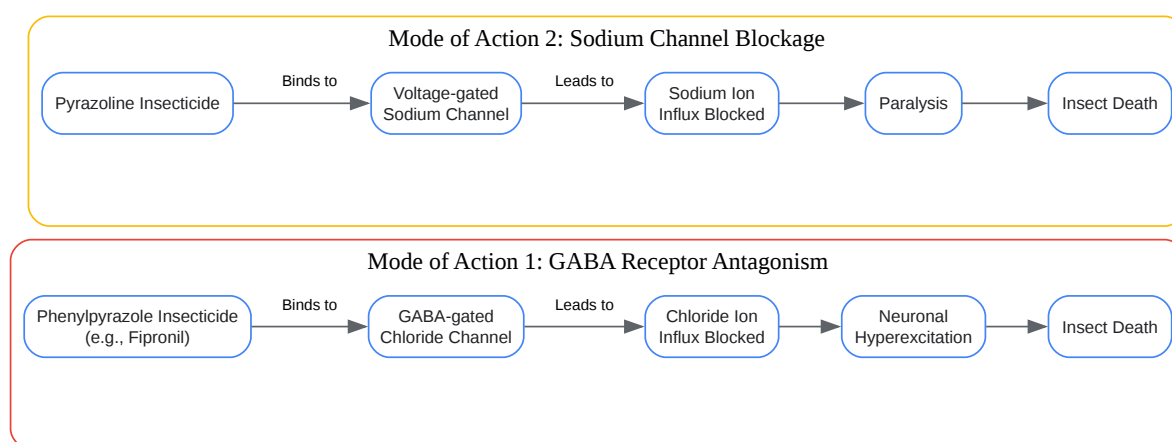 Mode of Action 2: Sodium Channel Blockage
Binds to
Leads to
Pyrazoline Insecticide
Voltage-gated
Sodium Channel
Sodium Ion
Influx Blocked
Paralysis
Insect Death
Mode of Action 1: GABA Receptor Antagonism
Binds to
Leads to
Phenylpyrazole Insecticide
(e.g., Fipronil)
GABA-gated
Chloride Channel
Chloride Ion
Influx Blocked
Neuronal
Hyperexcitation
Insect Death